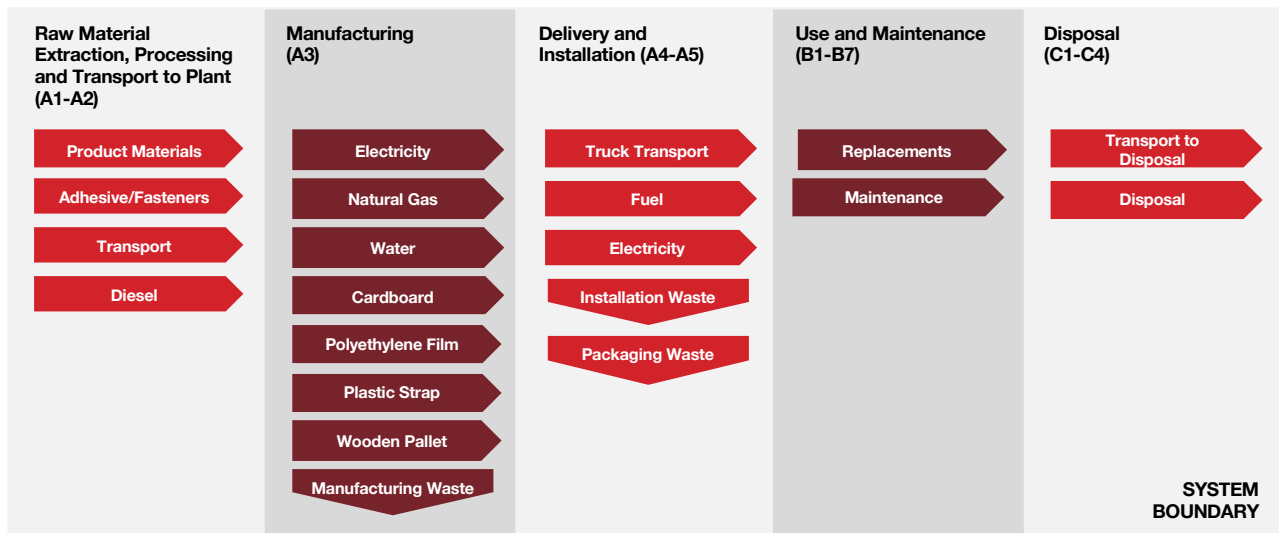 Raw Material
Extraction, Processing
and Transport to Plant
(A1-A2)
Product Materials
Adhesive/Fasteners
Transport
Diesel
Manufacturing
(A3)
Electricity
Natural Gas
Water
Cardboard
Polyethylene Film
Plastic Strap
Wooden Pallet
Manufacturing Waste
Delivery and
Installation (A4-A5)
Truck Transport
Fuel
Electricity
Installation Waste
Packaging Waste
Use and Maintenance
(B1-B7)
Replacements
Maintenance
Disposal
(C1-C4)
Transport to
Disposal
Disposal
SYSTEM
BOUNDARY